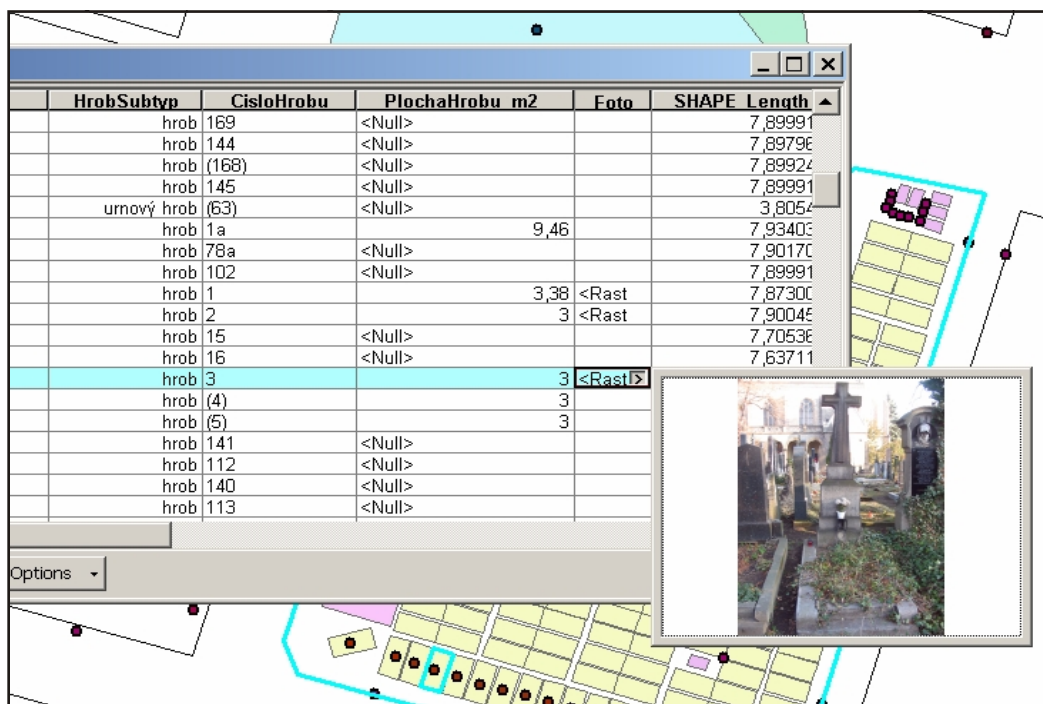 HrobSubtyp CisloHrobu PlochaHrobu_m2 Foto SHAPE_Length
hrob 169 <Null> 7,89991
hrob 144 <Null> 7,89796
hrob (168) <Null> 7,89924
hrob 145 <Null> 7,89991
urnový hrob (63) <Null> 3,8054
hrob 1a 9,46 7,93403
hrob 78a <Null> 7,90170
hrob 102 <Null> 7,89991
hrob 1 3,38 <Rast 7,87300
hrob 2 3 <Rast 7,90045
hrob 15 <Null> 7,70536
hrob 16 <Null> 7,63711
hrob 3 3 <Rast
hrob (4) 3
hrob (5) 3
hrob 141 <Null>
hrob 112 <Null>
hrob 140 <Null>
hrob 113 <Null>
Options